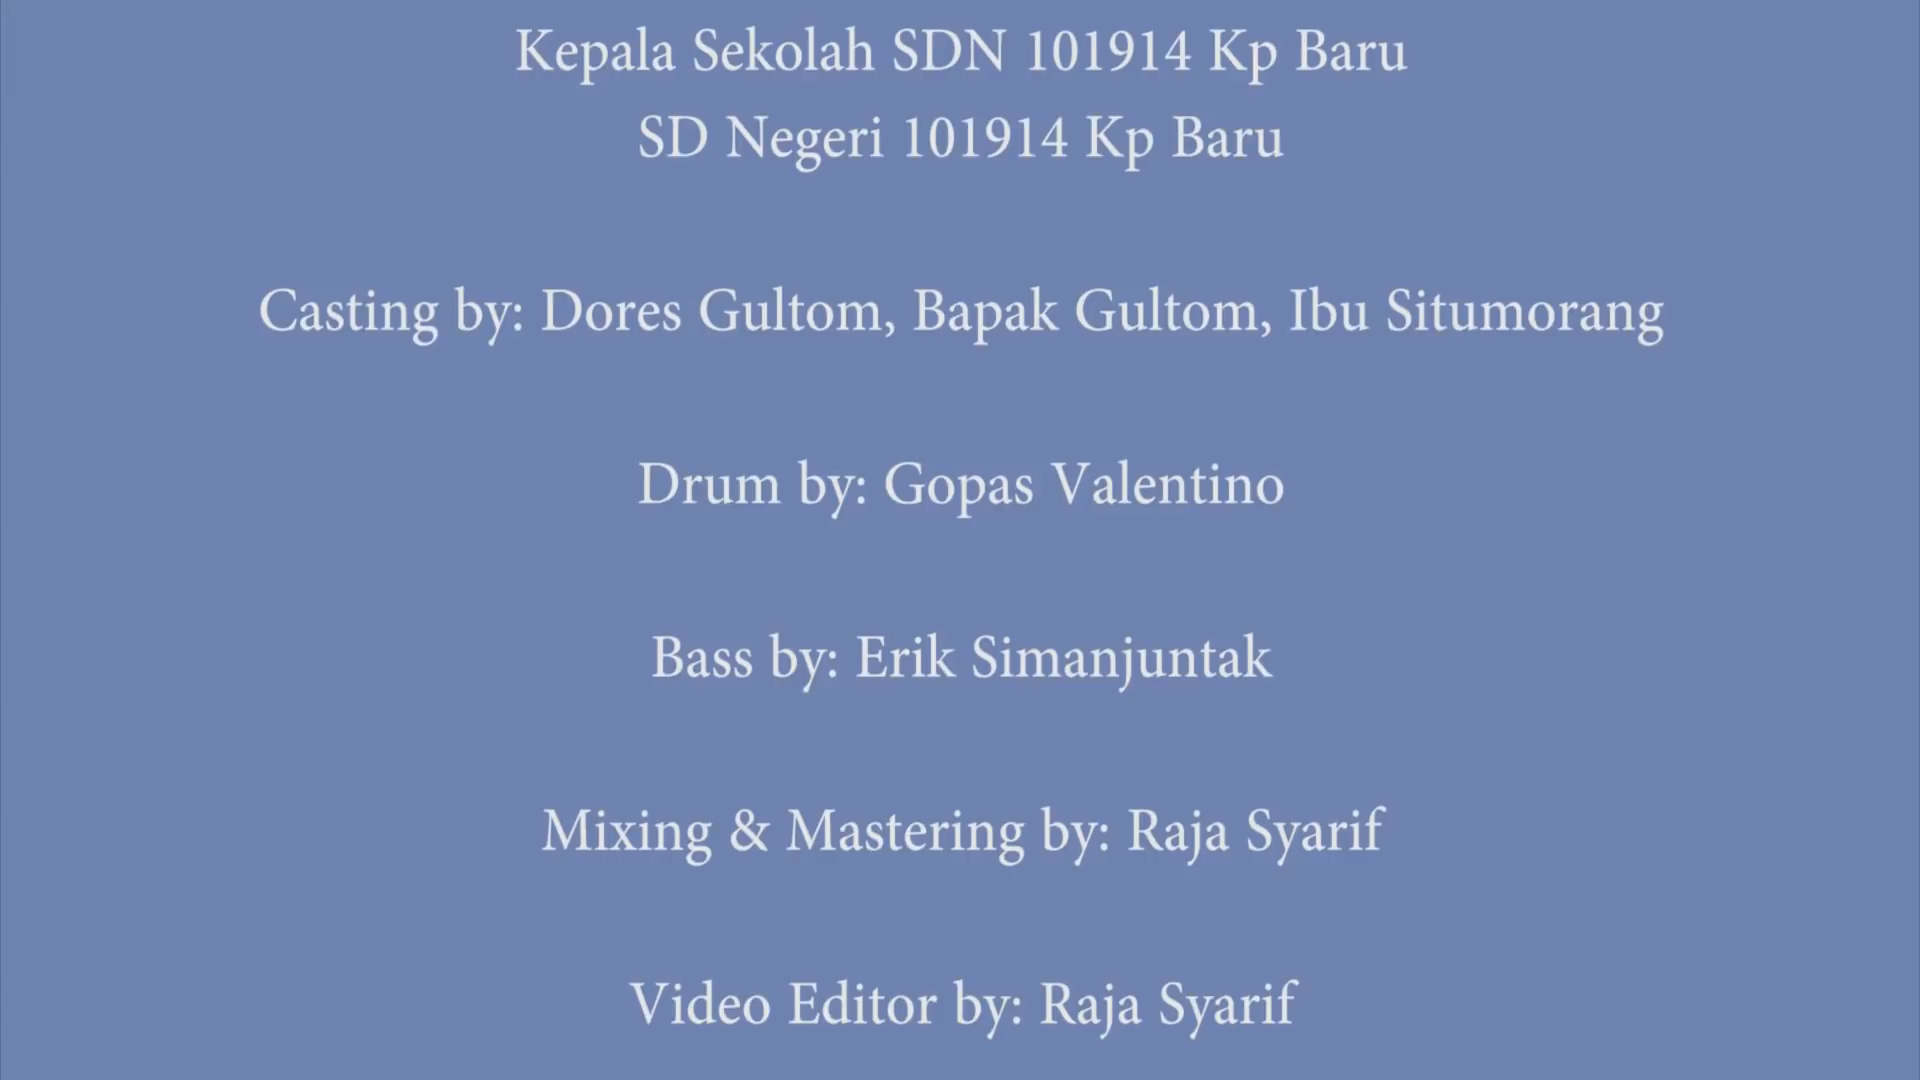 Kepala Sekolah SDN 101914 Kp Baru
SD Negeri 101914 Kp Baru
Casting by: Dores Gultom, Bapak Gultom, Ibu Situmorang
Drum by: Gopas Valentino
Bass by: Erik Simanjuntak
Mixing & Mastering by: Raja Syarif
Video Editor by: Raja Syarif